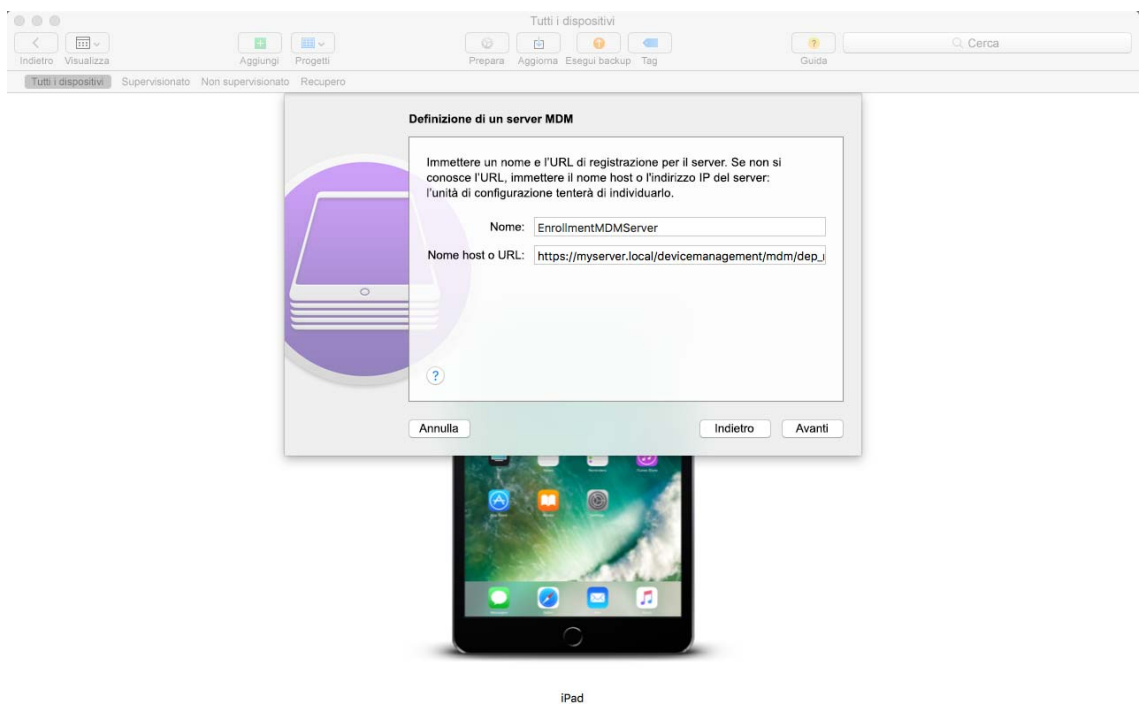 Tutti i dispositivi
Indietro Visualizza Aggiungi Progetti Prepara Aggiorna Esegui backup Tag Guida Cerca
Tutti i dispositivi Supervisionato Non supervisionato Recupero
Definizione di un server MDM
Immettere un nome e l'URL di registrazione per il server. Se non si
conosce l'URL, immettere il nome host o l'indirizzo IP del server:
l'unità di configurazione tenterà di individuarlo.
Nome: EnrollmentMDMServer
Nome host o URL: https://myserver.local/devicemanagement/mdm/dep_
?
Annulla Indietro Avanti
iPad